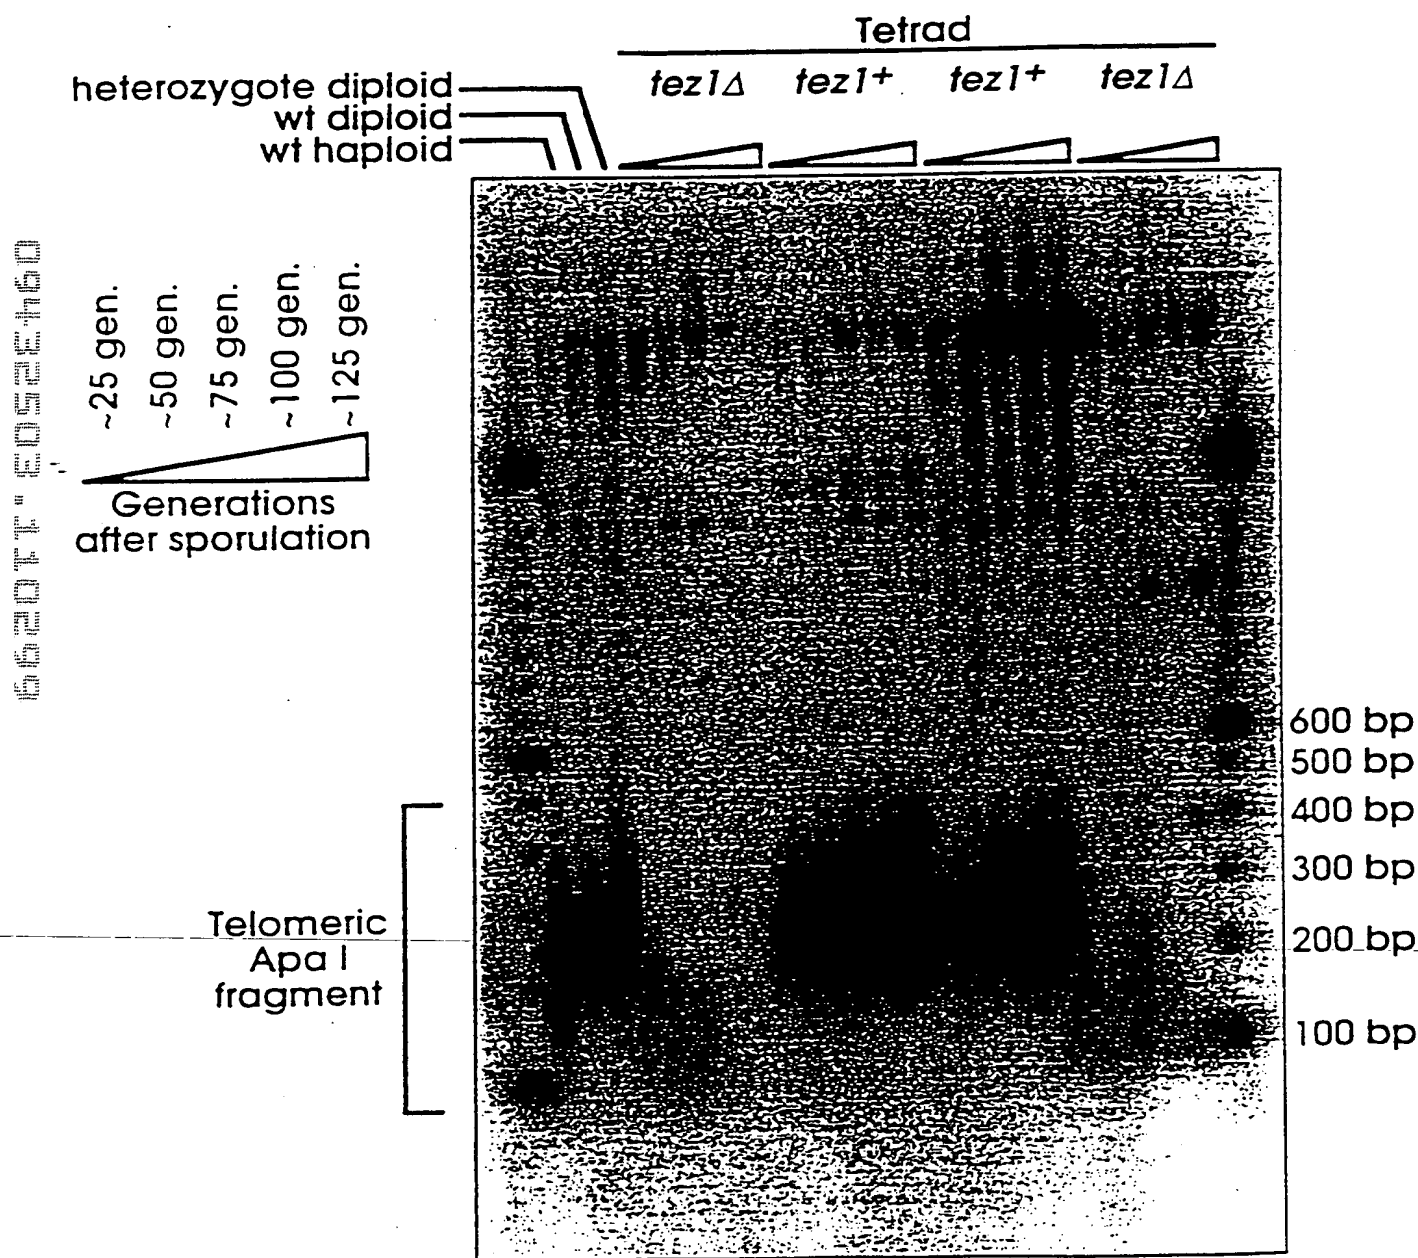 Tetrad
tez1Δ tez1+ tez1+ tez1Δ
heterozygote diploid
wt diploid
wt haploid
~25 gen.
~50 gen.
~75 gen.
~100 gen.
~125 gen.
Generations
after sporulation
600 bp
500 bp
400 bp
300 bp
200 bp
100 bp
Telomeric
Apa I
fragment
09432503.110299